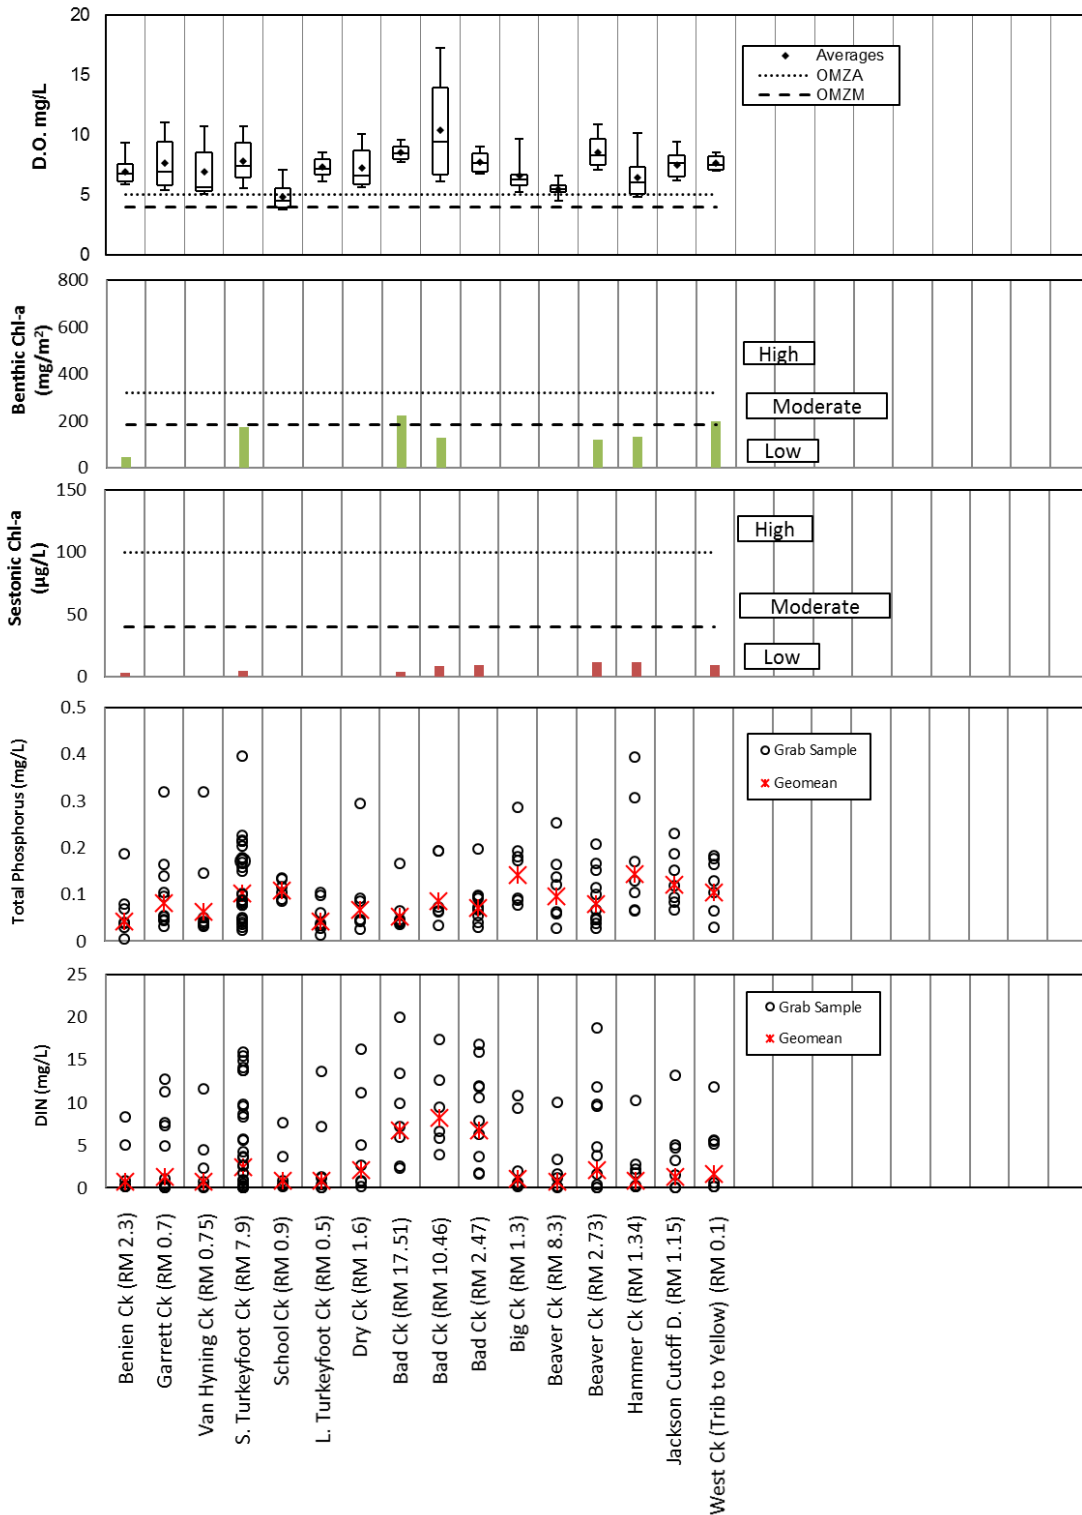 D.O. mg/L
20
15
10
5
0
Averages
OMZA
OMZM
Benthic Chl-a
(mg/m²)
800
600
400
200
0
High
Moderate
Low
Sestonic Chl-a
(µg/L)
150
100
50
0
High
Moderate
Low
Total Phosphorus (mg/L)
0.5
0.4
0.3
0.2
0.1
0
Grab Sample
Geomean
DIN (mg/L)
25
20
15
10
5
0
Grab Sample
Geomean
Benien Ck (RM 2.3)
Garrett Ck (RM 0.7)
Van Hyning Ck (RM 0.75)
S. Turkeyfoot Ck (RM 7.9)
School Ck (RM 0.9)
L. Turkeyfoot Ck (RM 0.5)
Dry Ck (RM 1.6)
Bad Ck (RM 17.51)
Bad Ck (RM 10.46)
Bad Ck (RM 2.47)
Big Ck (RM 1.3)
Beaver Ck (RM 8.3)
Beaver Ck (RM 2.73)
Hammer Ck (RM 1.34)
Jackson Cutoff D. (RM 1.15)
West Ck (Trib to Yellow) (RM 0.1)